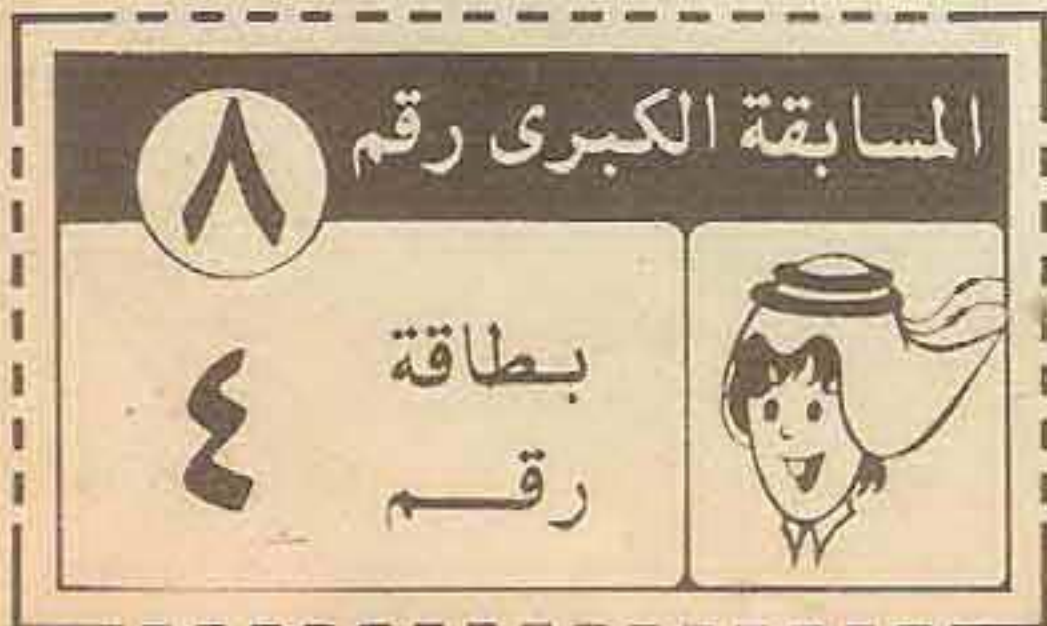 المسابقة الكبرى رقم ٨
بطاقة
رقم ٤